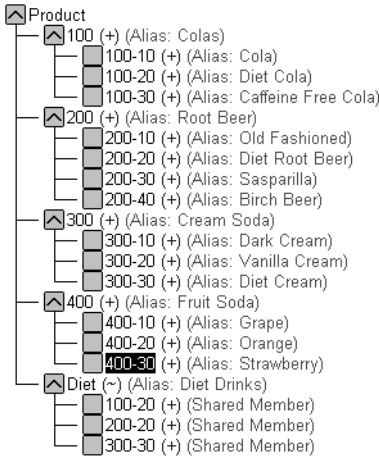 Product
100 (+) (Alias: Colas)
100-10 (+) (Alias: Cola)
100-20 (+) (Alias: Diet Cola)
100-30 (+) (Alias: Caffeine Free Cola)
200 (+) (Alias: Root Beer)
200-10 (+) (Alias: Old Fashioned)
200-20 (+) (Alias: Diet Root Beer)
200-30 (+) (Alias: Sasparilla)
200-40 (+) (Alias: Birch Beer)
300 (+) (Alias: Cream Soda)
300-10 (+) (Alias: Dark Cream)
300-20 (+) (Alias: Vanilla Cream)
300-30 (+) (Alias: Diet Cream)
400 (+) (Alias: Fruit Soda)
400-10 (+) (Alias: Grape)
400-20 (+) (Alias: Orange)
400-30 (+) (Alias: Strawberry)
Diet (~) (Alias: Diet Drinks)
100-20 (+) (Shared Member)
200-20 (+) (Shared Member)
300-30 (+) (Shared Member)